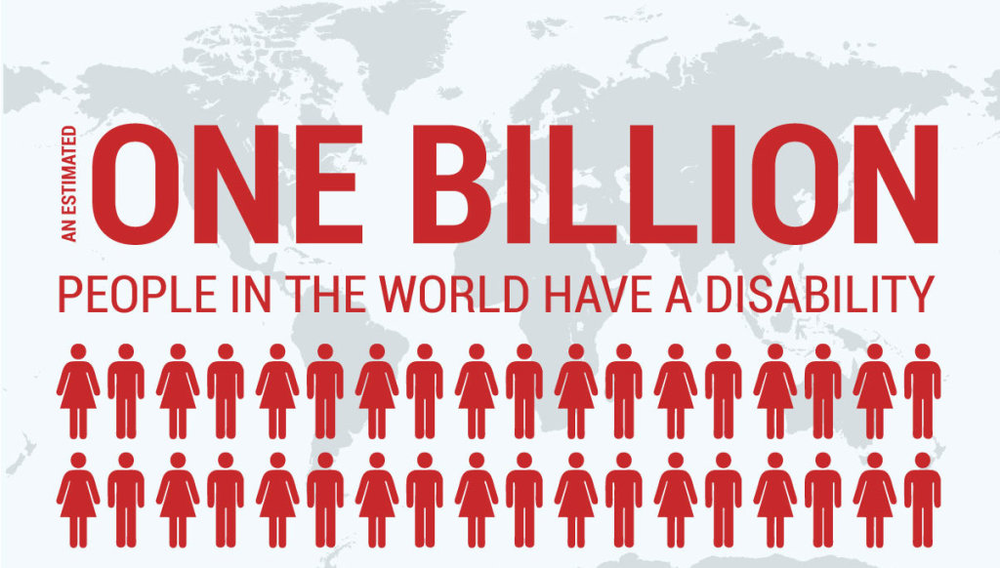 AN ESTIMATED
ONE BILLION
PEOPLE IN THE WORLD HAVE A DISABILITY